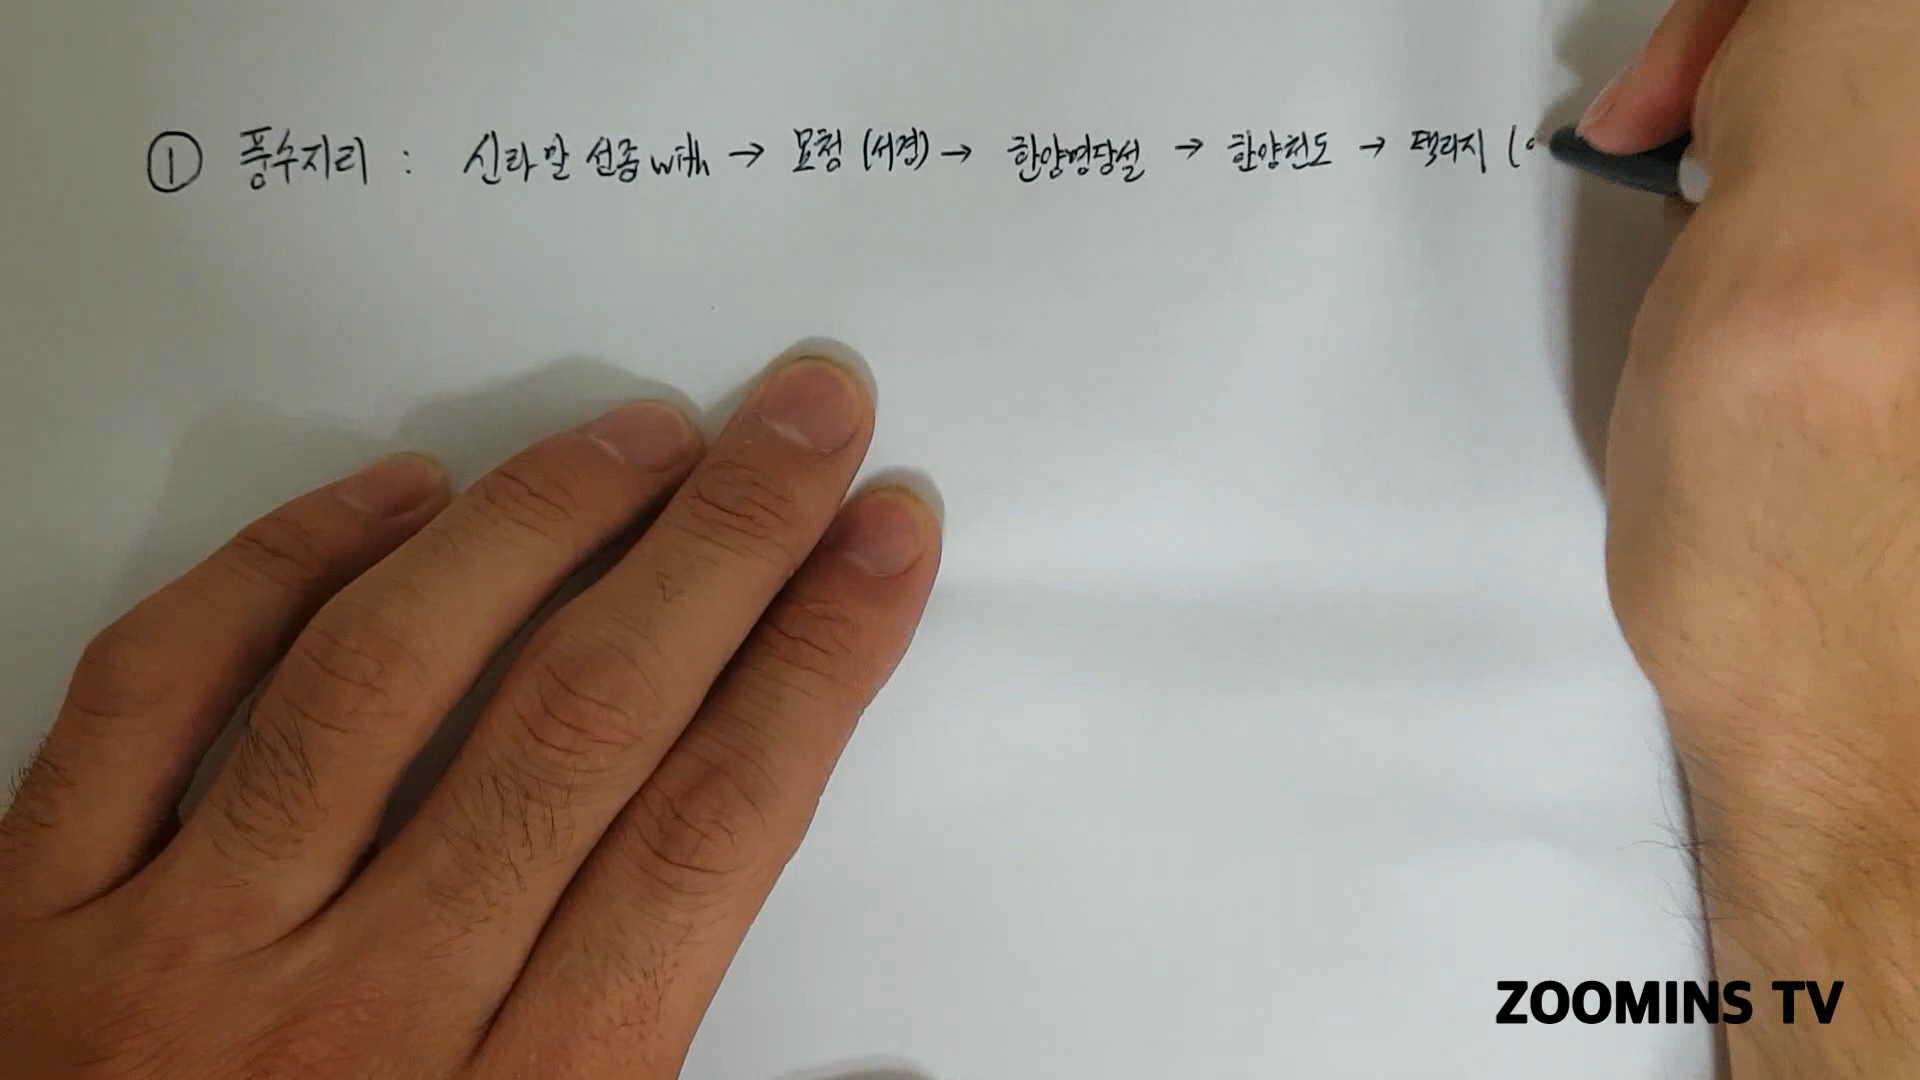 ① 풍수지리 : 신라말 선종 with → 묘청 (서경) → 한양명당설 → 한양천도 → 택리지 (
ZOOMINS TV